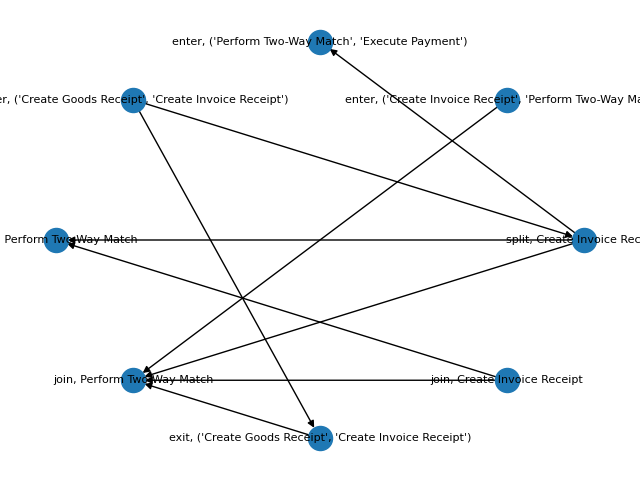 enter, ('Perform Two-Way Match', 'Execute Payment')
er, ('Create Goods Receipt', 'Create Invoice Receipt')
enter, ('Create Invoice Receipt', 'Perform Two-Way Ma
Perform Two-Way Match
split, Create Invoice Rec
join, Perform Two-Way Match
join, Create Invoice Receipt
exit, ('Create Goods Receipt', 'Create Invoice Receipt')